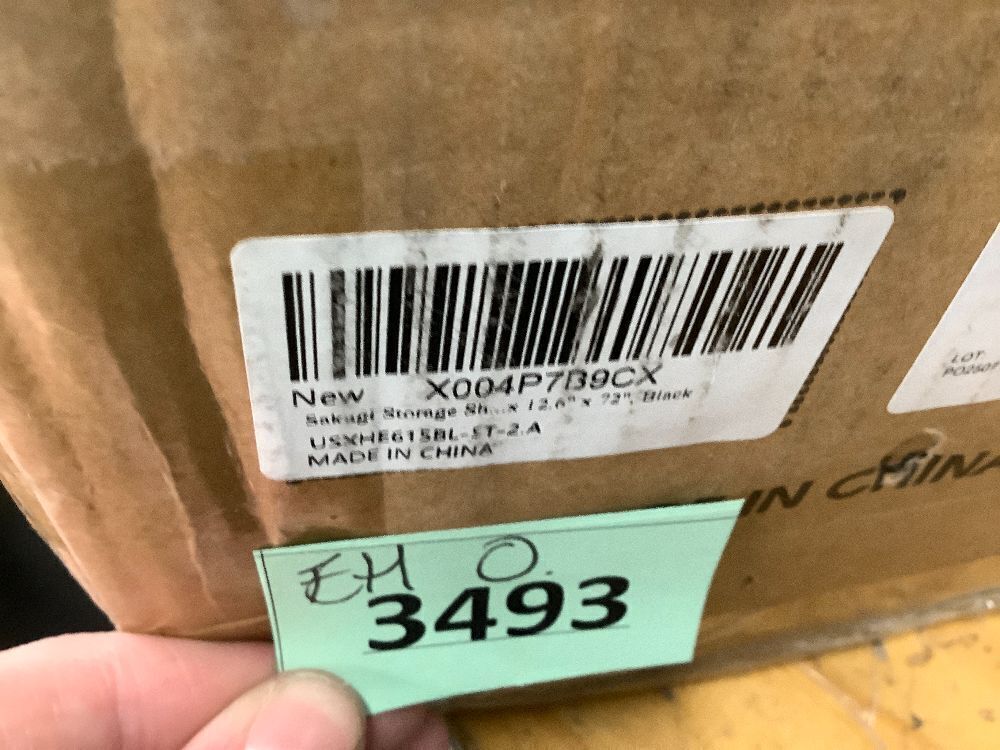 New X004P7B9CX
Sakugi Storage Sh...x 12.6" x 72", Black
USXHE615BL-ST-2.A
MADE IN CHINA
LOT
IN CHINA
EH O.
3493